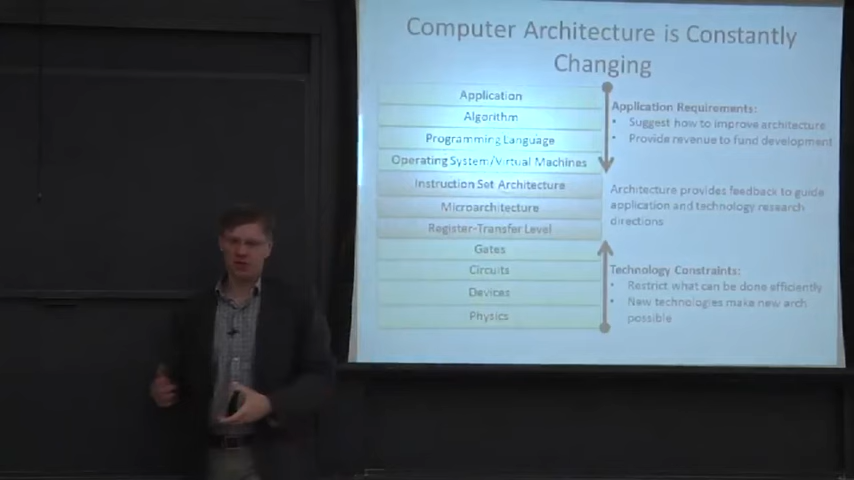 Computer Architecture is Constantly
Changing
Application
Algorithm
Programming Language
Operating System/Virtual Machines
Instruction Set Architecture
Microarchitecture
Register-Transfer Level
Gates
Circuits
Devices
Physics
Application Requirements:
• Suggest how to improve architecture
• Provide revenue to fund development
Architecture provides feedback to guide
application and technology research
directions
Technology Constraints:
• Restrict what can be done efficiently
• New technologies make new arch
possible